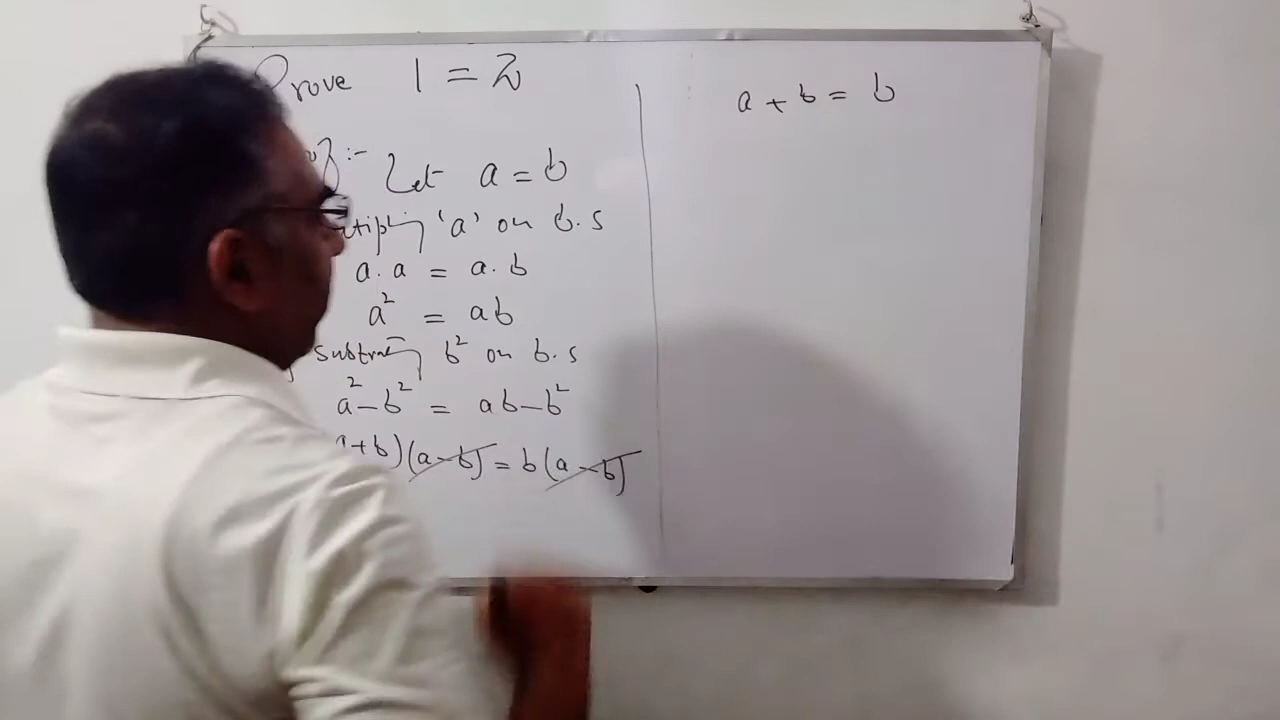 Prove 1 = 2
:- Let a = b
'a' on b.s
a.a = a.b
a² = ab
b² on b.s
a² - b² = ab - b²
a+b)(a-b) = b(a-b)
a + b = b